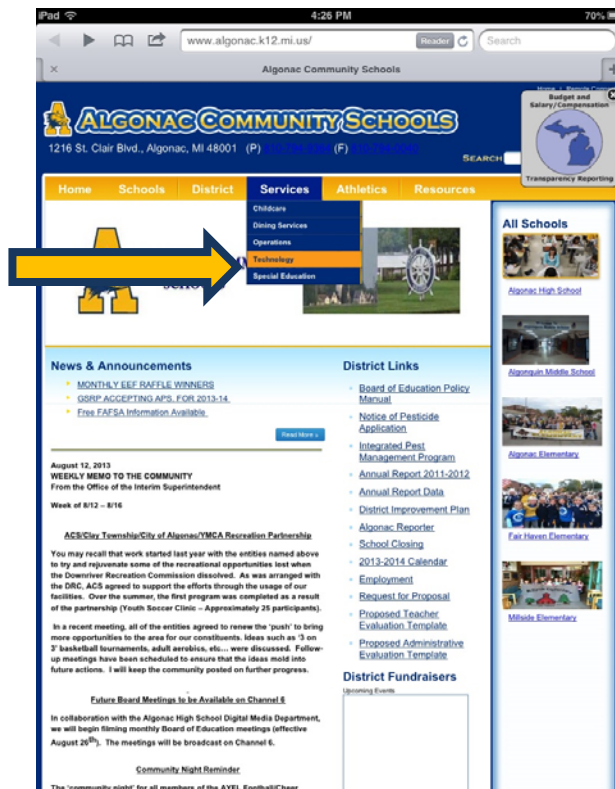 iPad 4:26 PM 70%
www.algonac.k12.mi.us/ Reader Search
Algonac Community Schools
Budget and
Salary/Compensation
Transparency Reporting
ALGONAC COMMUNITY SCHOOLS
1216 St. Clair Blvd., Algonac, MI 48001 (P) (F)
SEARCH
Home Schools District Services Athletics Resources
Childcare
Dining Services
Operations
Technology
Special Education
All Schools
Algonac High School
Algonquin Middle School
Algonac Elementary
Fair Haven Elementary
Millside Elementary
News & Announcements
MONTHLY EEF RAFFLE WINNERS
GSRP ACCEPTING APS. FOR 2013-14
Free FAFSA Information Available
Read More »
August 12, 2013
WEEKLY MEMO TO THE COMMUNITY
From the Office of the Interim Superintendent
Week of 8/12 – 8/16
ACS/Clay Township/City of Algonac/YMCA Recreation Partnership
You may recall that work started last year with the entities named above
to try and rejuvenate some of the recreational opportunities lost when
the Downriver Recreation Commission dissolved. As was arranged with
the DRC, ACS agreed to support the efforts through the usage of our
facilities. Over the summer, the first program was completed as a result
of the partnership (Youth Soccer Clinic – Approximately 25 participants).
In a recent meeting, all of the entities agreed to renew the 'push' to bring
more opportunities to the area for our constituents. Ideas such as '3 on
3' basketball tournaments, adult aerobics, etc... were discussed. Follow-
up meetings have been scheduled to ensure that the ideas mold into
future actions. I will keep the community posted on further progress.
Future Board Meetings to be Available on Channel 6
In collaboration with the Algonac High School Digital Media Department,
we will begin filming monthly Board of Education meetings (effective
August 26th). The meetings will be broadcast on Channel 6.
Community Night Reminder
The 'community night' for all members of the AYFL Football/Cheer
District Links
Board of Education Policy
Manual
Notice of Pesticide
Application
Integrated Pest
Management Program
Annual Report 2011-2012
Annual Report Data
District Improvement Plan
Algonac Reporter
School Closing
2013-2014 Calendar
Employment
Request for Proposal
Proposed Teacher
Evaluation Template
Proposed Administrative
Evaluation Template
District Fundraisers
Upcoming Events